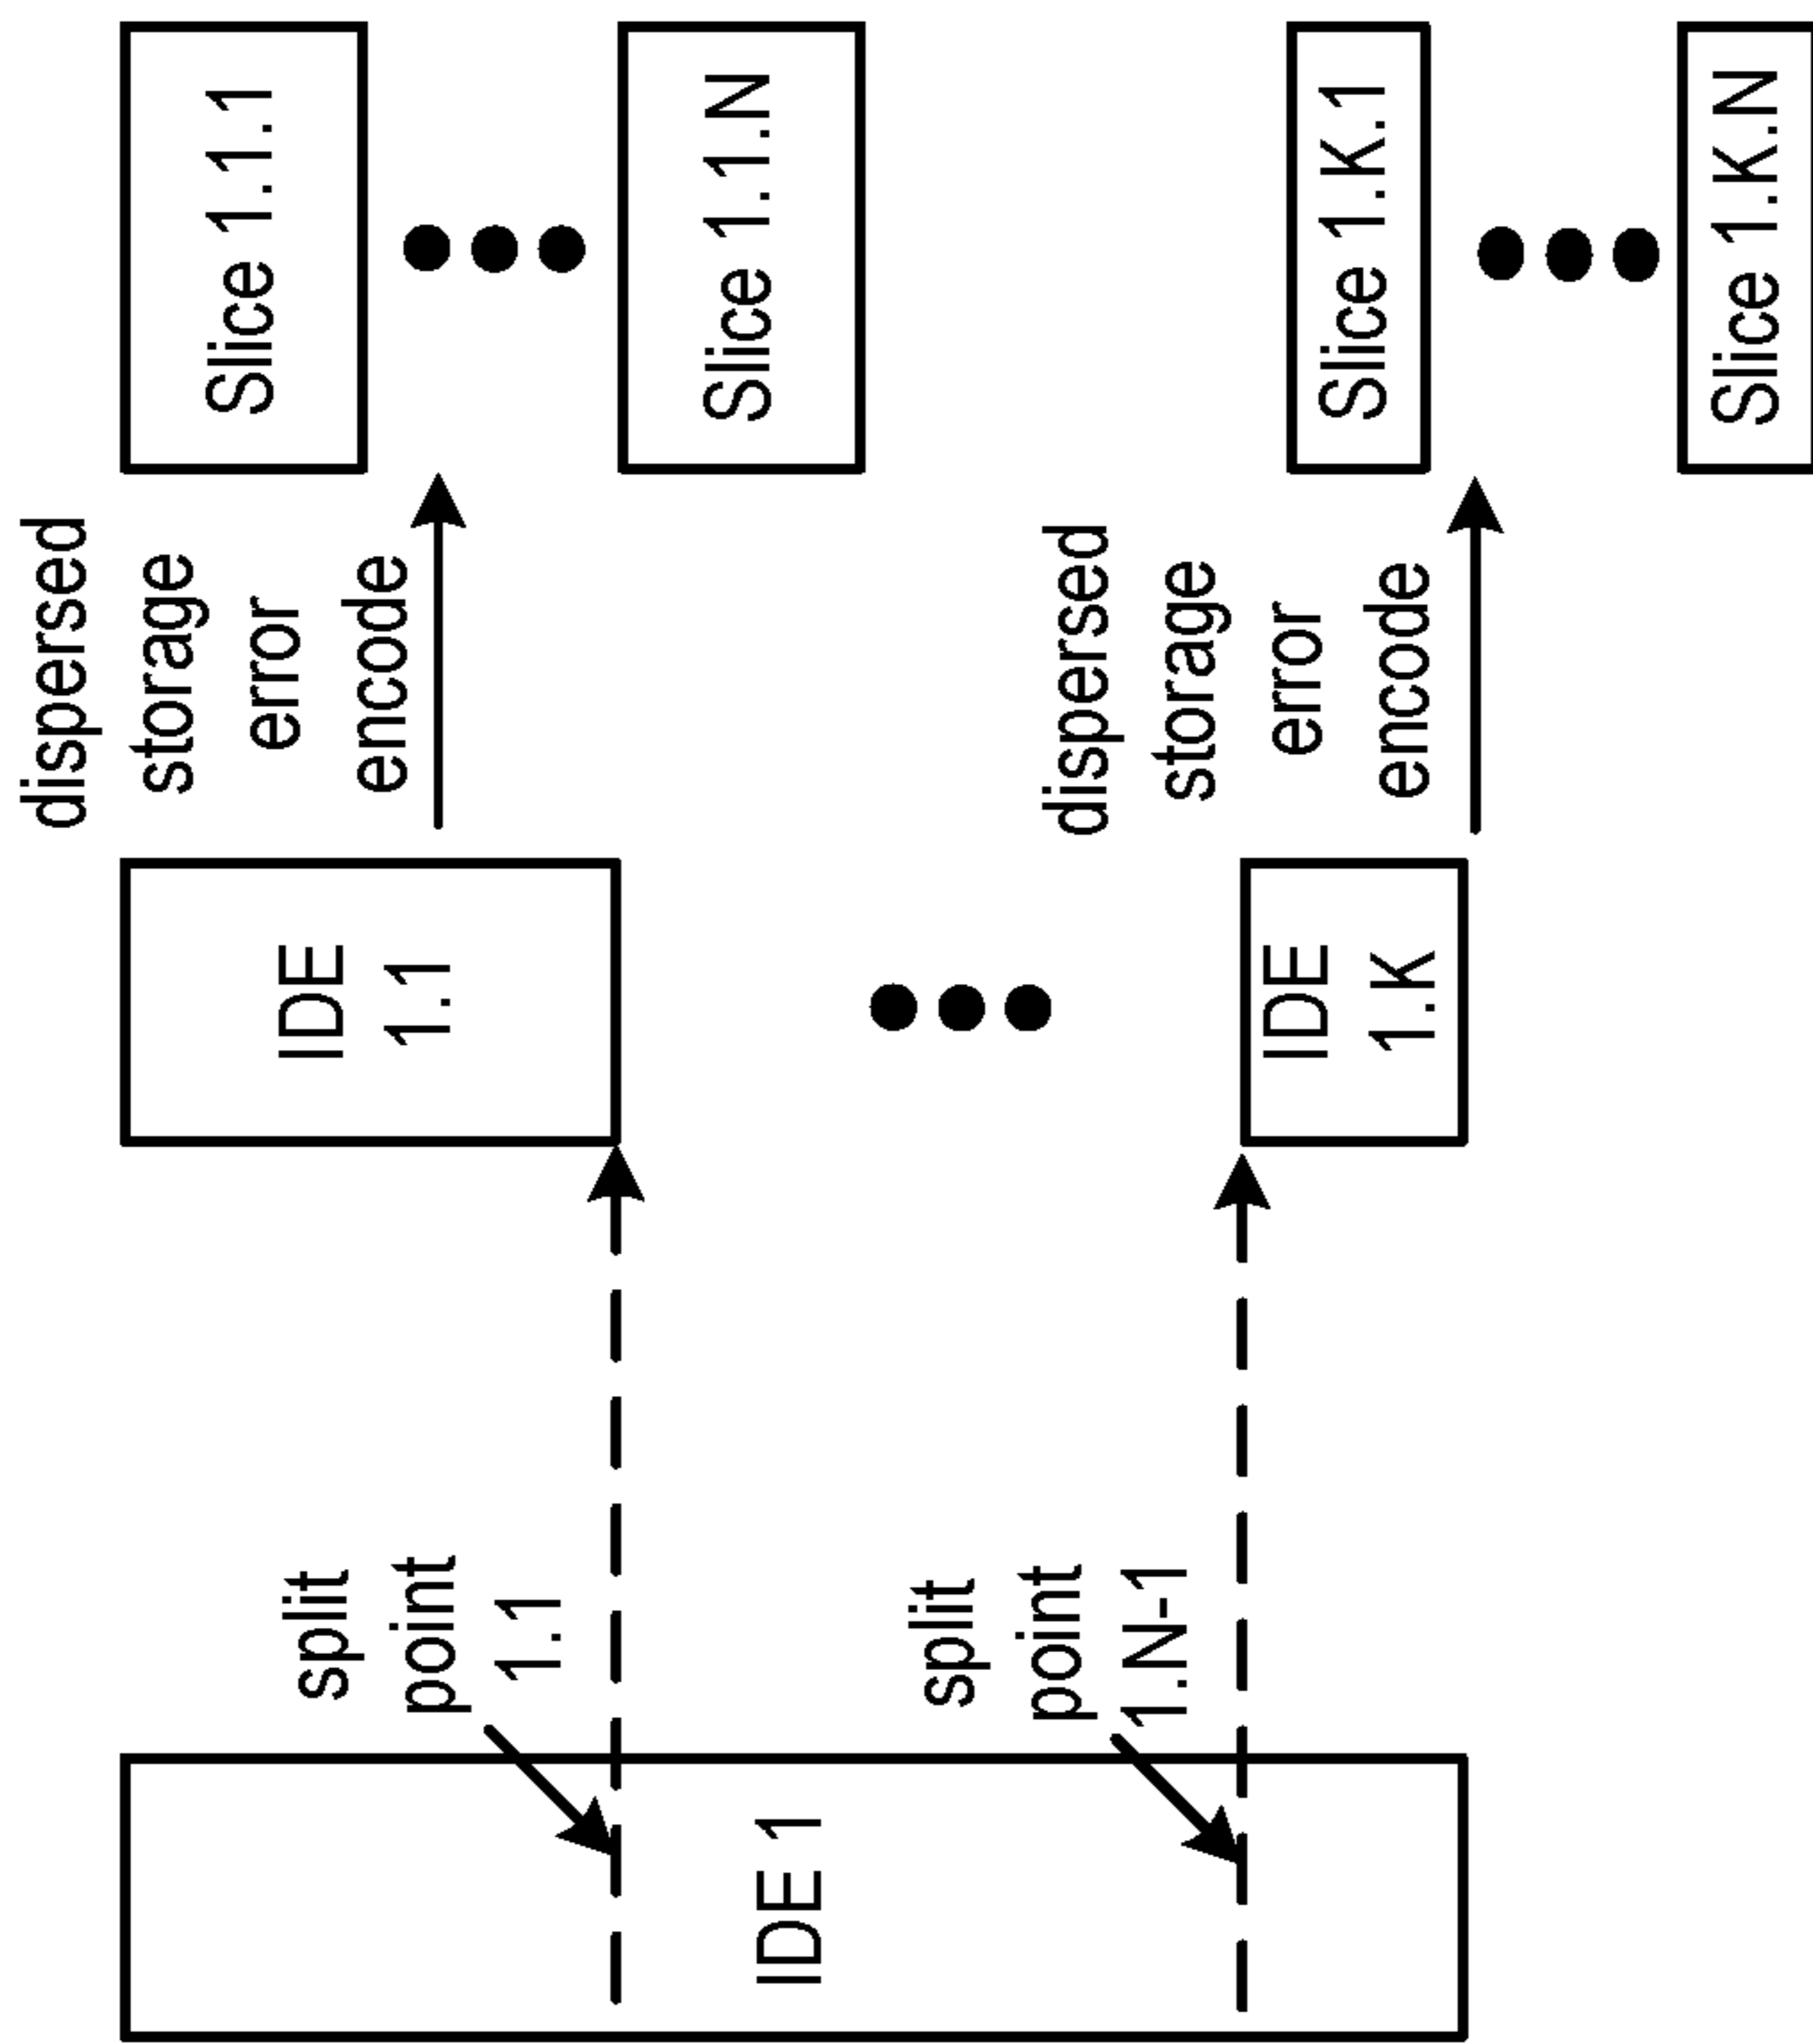 IDE 1
split
point
1.1
IDE
1.1
dispersed
storage
error
encode
Slice 1.1.1
Slice 1.1.N
split
point
1.N-1
IDE
1.K
dispersed
storage
error
encode
Slice 1.K.1
Slice 1.K.N